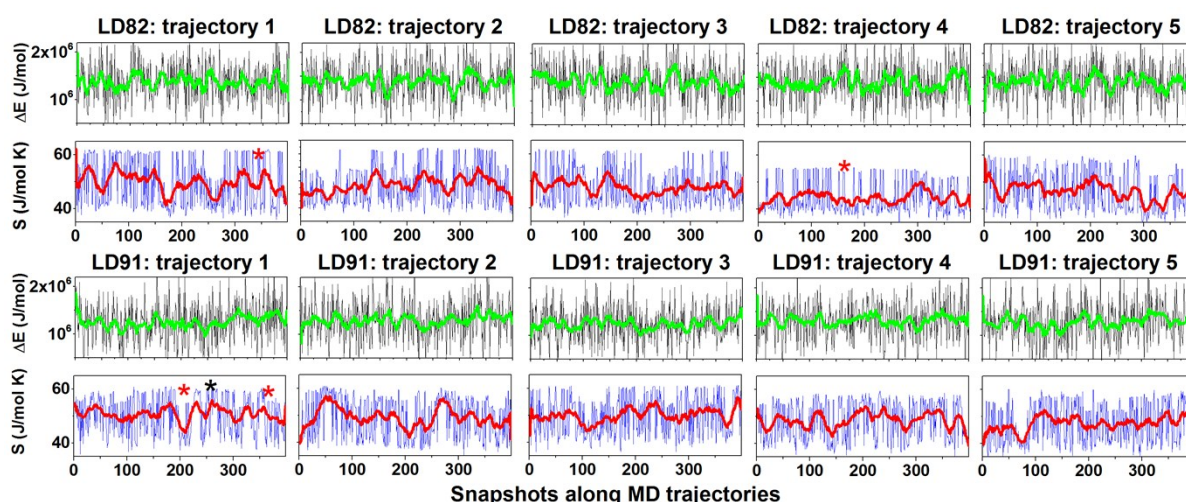 LD82: trajectory 1 LD82: trajectory 2 LD82: trajectory 3 LD82: trajectory 4 LD82: trajectory 5
2x10⁶
10⁶
ΔE (J/mol)
60
*
*
40
S (J/mol K)
0 100 200 300 0 100 200 300 0 100 200 300 0 100 200 300 0 100 200 300
LD91: trajectory 1 LD91: trajectory 2 LD91: trajectory 3 LD91: trajectory 4 LD91: trajectory 5
2x10⁶
10⁶
ΔE (J/mol)
60
* * *
40
S (J/mol K)
0 100 200 300 0 100 200 300 0 100 200 300 0 100 200 300 0 100 200 300
Snapshots along MD trajectories